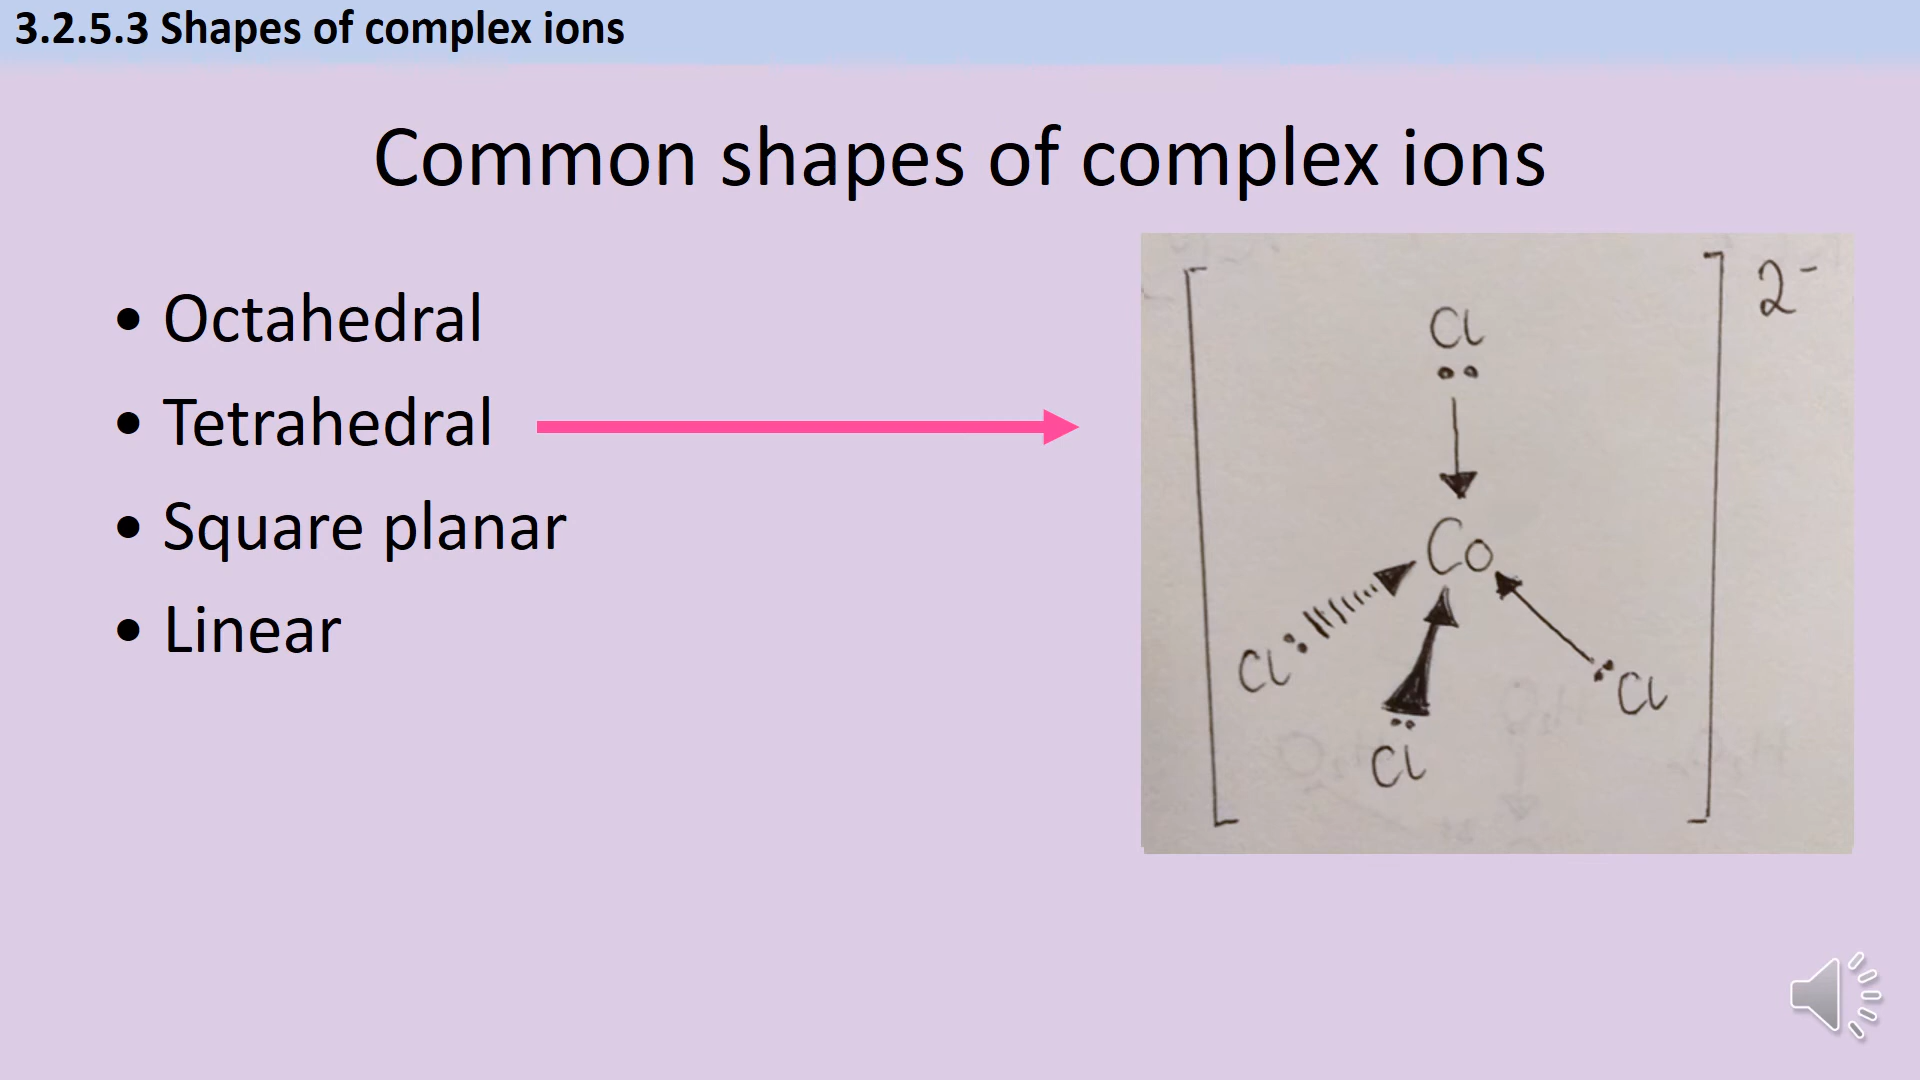 3.2.5.3 Shapes of complex ions
Common shapes of complex ions
• Octahedral
• Tetrahedral
• Square planar
• Linear
2-
Cl
Co
Cl
Cl
Cl